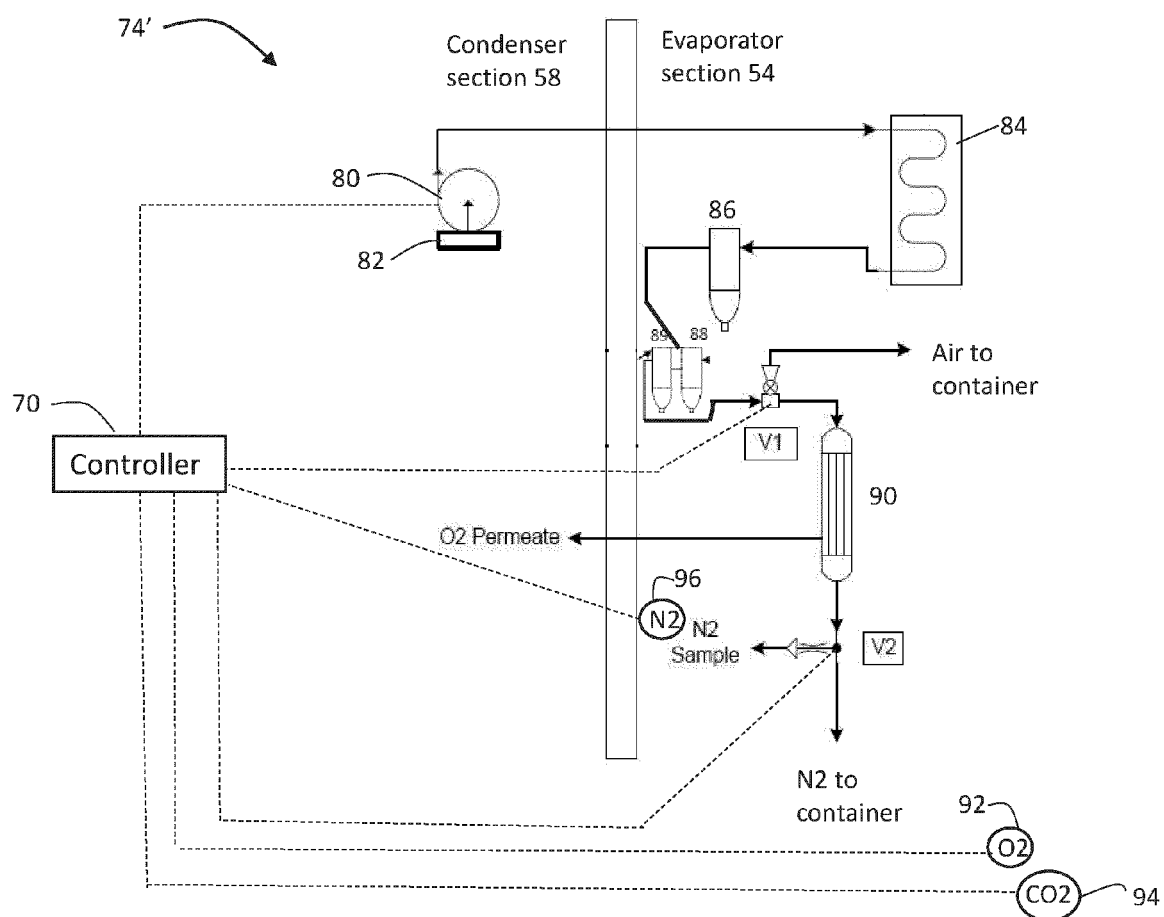 74'
Condenser
section 58
Evaporator
section 54
84
80
86
82
89 88
Air to
container
70
V1
Controller
90
O2 Permeate
96
N2
N2
Sample
V2
N2 to
container
92
O2
CO2
94